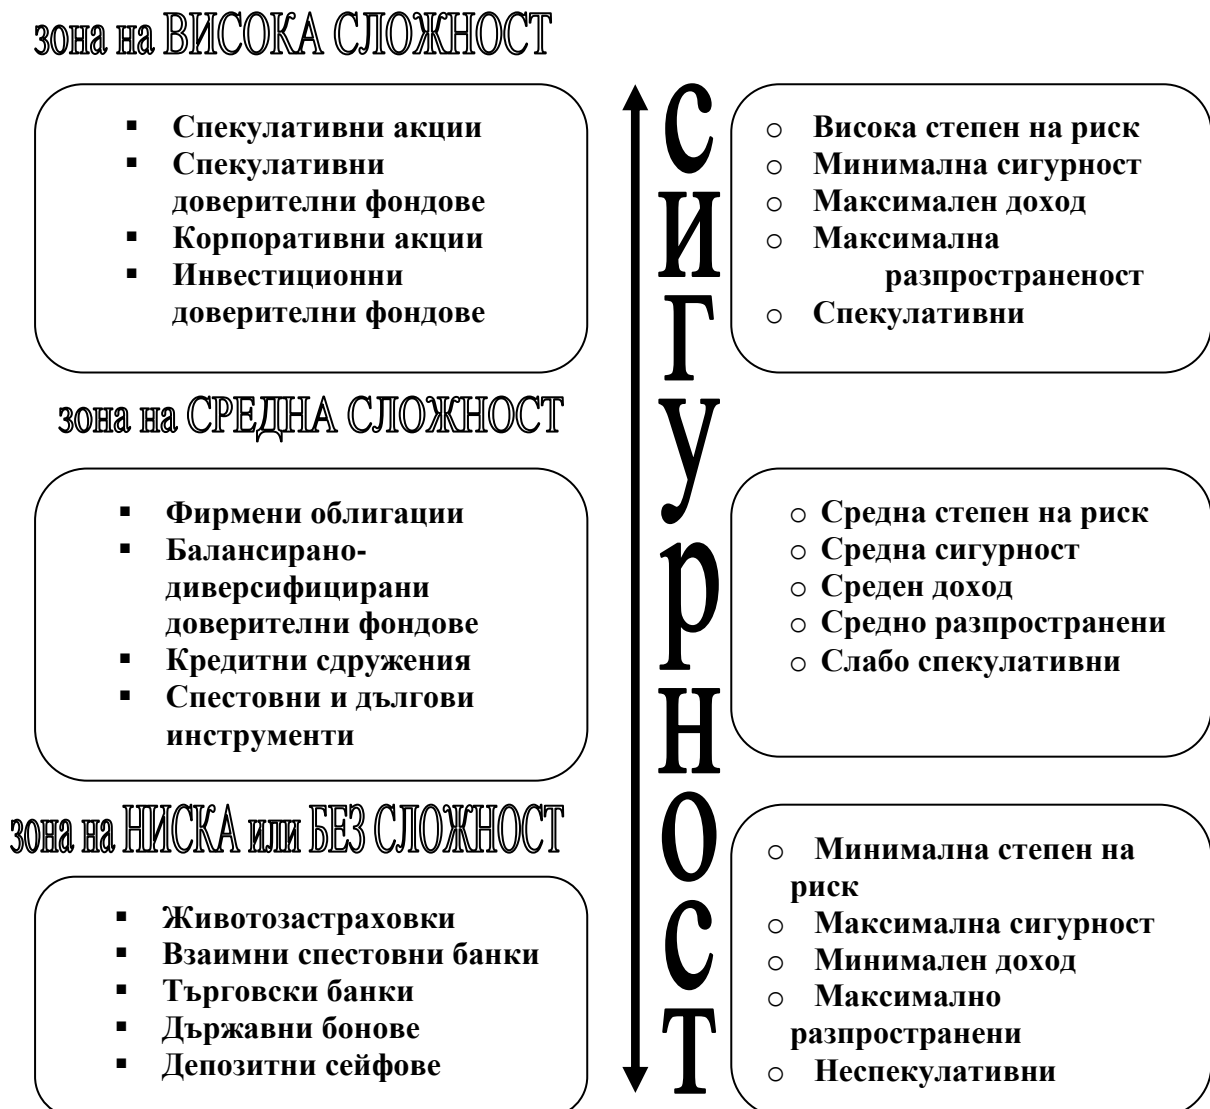 зона на ВИСОКА СЛОЖНОСТ
▪ Спекулативни акции
▪ Спекулативни
доверителни фондове
▪ Корпоративни акции
▪ Инвестиционни
доверителни фондове
зона на СРЕДНА СЛОЖНОСТ
▪ Фирмени облигации
▪ Балансирано-
диверсифицирани
доверителни фондове
▪ Кредитни сдружения
▪ Спестовни и дългови
инструменти
зона на НИСКА или БЕЗ СЛОЖНОСТ
▪ Животозастраховки
▪ Взаимни спестовни банки
▪ Търговски банки
▪ Държавни бонове
▪ Депозитни сейфове
сигурност
o Висока степен на риск
o Минимална сигурност
o Максимален доход
o Максимална
разпространеност
o Спекулативни
o Средна степен на риск
o Средна сигурност
o Среден доход
o Средно разпространени
o Слабо спекулативни
o Минимална степен на
риск
o Максимална сигурност
o Минимален доход
o Максимално
разпространени
o Неспекулативни